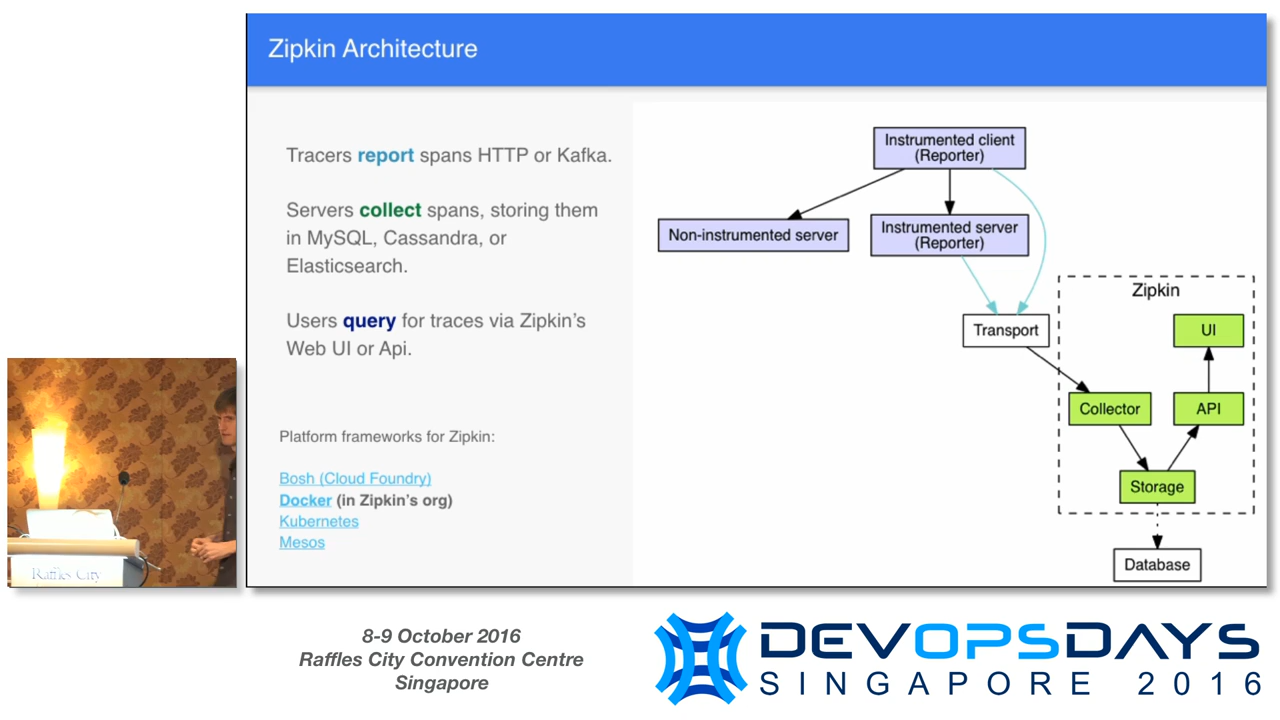 Zipkin Architecture
Tracers report spans HTTP or Kafka.
Servers collect spans, storing them
in MySQL, Cassandra, or
Elasticsearch.
Users query for traces via Zipkin's
Web UI or Api.
Platform frameworks for Zipkin:
Bosh (Cloud Foundry)
Docker (in Zipkin's org)
Kubernetes
Mesos
Instrumented client
(Reporter)
Non-instrumented server
Instrumented server
(Reporter)
Transport
Zipkin
UI
Collector
API
Storage
Database
Raffles City
8-9 October 2016
Raffles City Convention Centre
Singapore
DEVOPSDAYS
SINGAPORE 2016